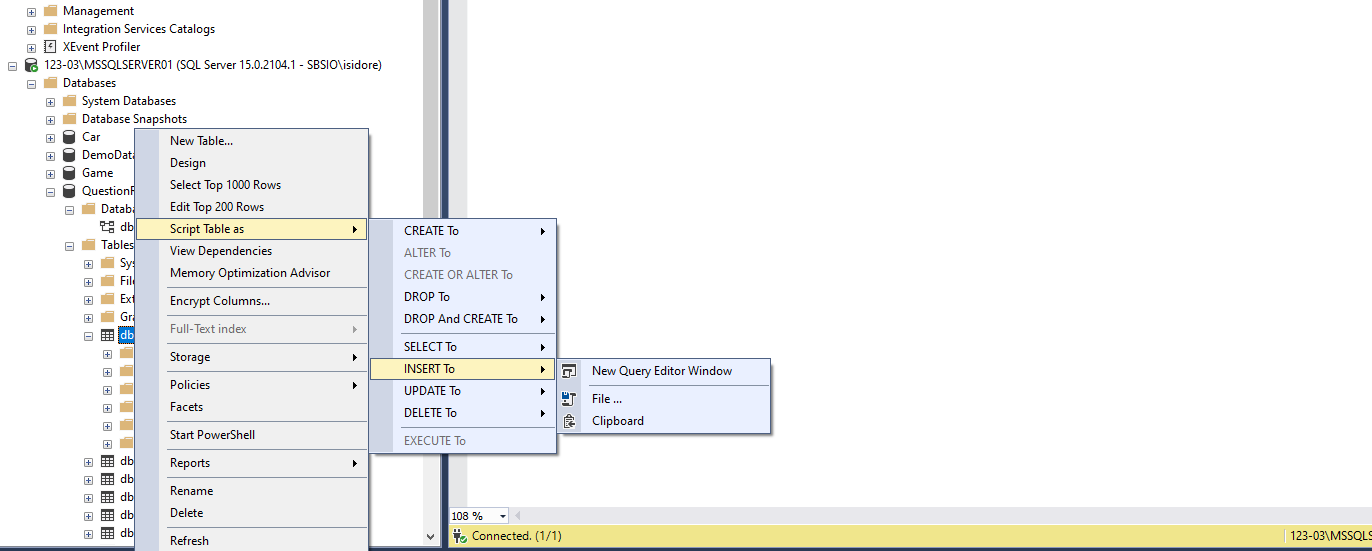 Management
Integration Services Catalogs
XEvent Profiler
123-03\MSSQLSERVER01 (SQL Server 15.0.2104.1 - SBSIO\isidore)
Databases
System Databases
Database Snapshots
Car
DemoData
Game
QuestionF
Databa
db
Tables
Sys
File
Ext
Gra
db
db
db
db
db
db
New Table...
Design
Select Top 1000 Rows
Edit Top 200 Rows
Script Table as
View Dependencies
Memory Optimization Advisor
Encrypt Columns...
Full-Text index
Storage
Policies
Facets
Start PowerShell
Reports
Rename
Delete
Refresh
CREATE To
ALTER To
CREATE OR ALTER To
DROP To
DROP And CREATE To
SELECT To
INSERT To
UPDATE To
DELETE To
EXECUTE To
New Query Editor Window
File ...
Clipboard
108 %
Connected. (1/1)
123-03\MSSQLS